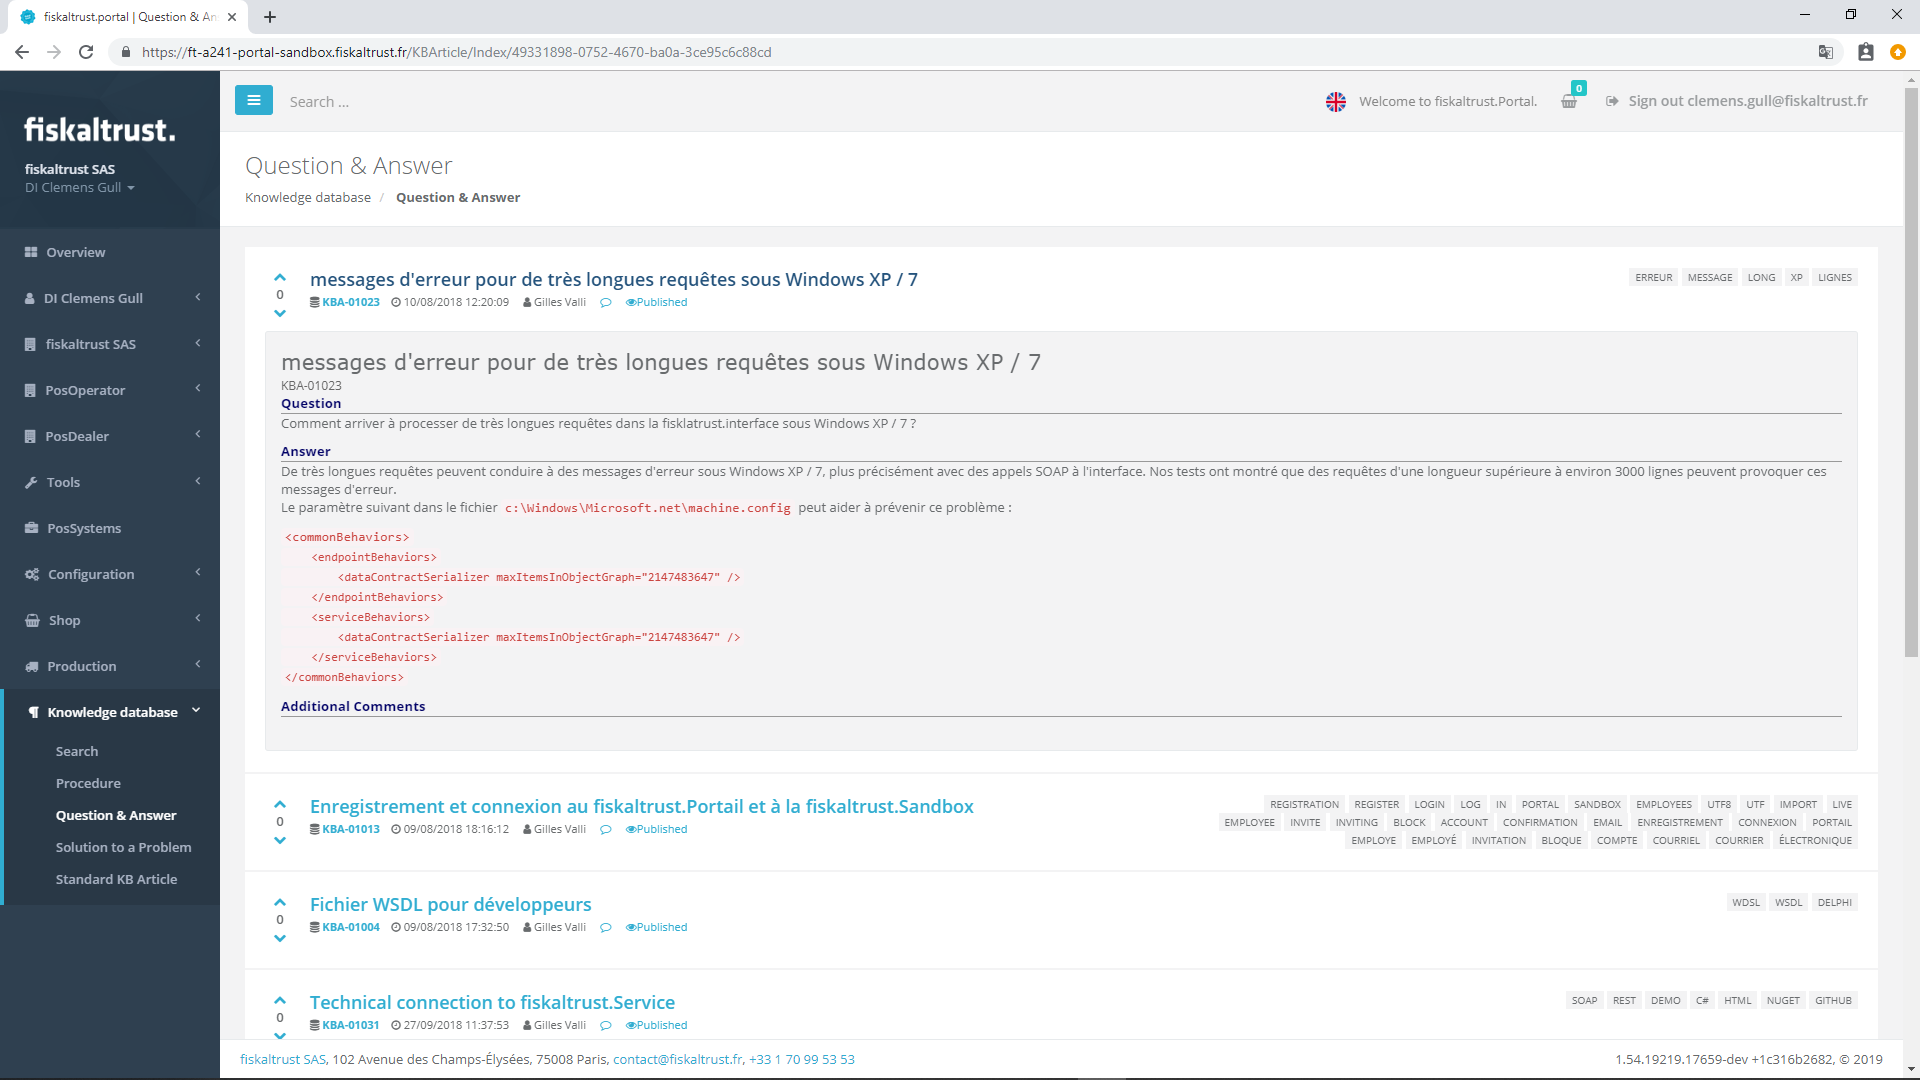 fiskaltrust.portal | Question & An
https://ft-a241-portal-sandbox.fiskaltrust.fr/KBArticle/Index/49331898-0752-4670-ba0a-3ce95c6c88cd
fiskaltrust.
fiskaltrust SAS
DI Clemens Gull
Overview
DI Clemens Gull
fiskaltrust SAS
PosOperator
PosDealer
Tools
PosSystems
Configuration
Shop
Production
Knowledge database
Search
Procedure
Question & Answer
Solution to a Problem
Standard KB Article
Search ...
Welcome to fiskaltrust.Portal.
0
Sign out clemens.gull@fiskaltrust.fr
Question & Answer
Knowledge database / Question & Answer
0
messages d'erreur pour de très longues requêtes sous Windows XP / 7
KBA-01023 10/08/2018 12:20:09 Gilles Valli Published
ERREUR MESSAGE LONG XP LIGNES
messages d'erreur pour de très longues requêtes sous Windows XP / 7
KBA-01023
Question
Comment arriver à processer de très longues requêtes dans la fisklatrust.interface sous Windows XP / 7 ?
Answer
De très longues requêtes peuvent conduire à des messages d'erreur sous Windows XP / 7, plus précisément avec des appels SOAP à l'interface. Nos tests ont montré que des requêtes d'une longueur supérieure à environ 3000 lignes peuvent provoquer ces
messages d'erreur.
Le paramètre suivant dans le fichier c:\Windows\Microsoft.net\machine.config peut aider à prévenir ce problème :
<commonBehaviors>
<endpointBehaviors>
<dataContractSerializer maxItemsInObjectGraph="2147483647" />
</endpointBehaviors>
<serviceBehaviors>
<dataContractSerializer maxItemsInObjectGraph="2147483647" />
</serviceBehaviors>
</commonBehaviors>
Additional Comments
0
Enregistrement et connexion au fiskaltrust.Portail et à la fiskaltrust.Sandbox
KBA-01013 09/08/2018 18:16:12 Gilles Valli Published
REGISTRATION REGISTER LOGIN LOG IN PORTAL SANDBOX EMPLOYEES UTF8 UTF IMPORT LIVE
EMPLOYEE INVITE INVITING BLOCK ACCOUNT CONFIRMATION EMAIL ENREGISTREMENT CONNEXION PORTAIL
EMPLOYE EMPLOYÉ INVITATION BLOQUE COMPTE COURRIEL COURRIER ÉLECTRONIQUE
0
Fichier WSDL pour développeurs
KBA-01004 09/08/2018 17:32:50 Gilles Valli Published
WDSL WSDL DELPHI
0
Technical connection to fiskaltrust.Service
KBA-01031 27/09/2018 11:37:53 Gilles Valli Published
SOAP REST DEMO C# HTML NUGET GITHUB
fiskaltrust SAS, 102 Avenue des Champs-Élysées, 75008 Paris, contact@fiskaltrust.fr, +33 1 70 99 53 53
1.54.19219.17659-dev +1c316b2682, © 2019